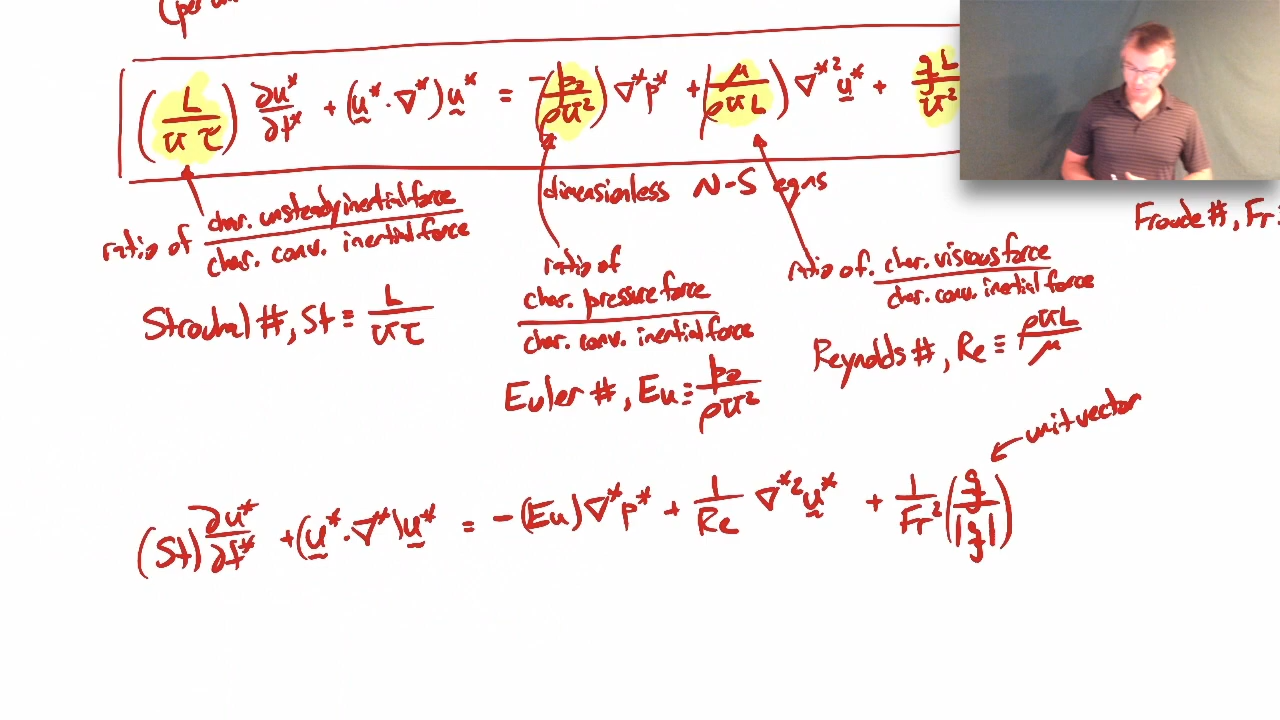 (per un
(L/Uτ) ∂u*/∂t* + (u*·∇*)u* = -(p₀/ρU²) ∇*p* + (μ/ρUL) ∇*²u* + gL/U²
dimensionless N-S eqns
ratio of char. unsteady inertial force / char. conv. inertial force
Strouhal #, St ≡ L/Uτ
ratio of
char. pressure force / char. conv. inertial force
Euler #, Eu ≡ p₀/ρU²
ratio of. char. viscous force / char. conv. inertial force
Reynolds #, Re ≡ ρUL/μ
Froude #, Fr
unit vector
(St) ∂u*/∂t* + (u*·∇*)u* = -(Eu)∇*p* + 1/Re ∇*²u* + 1/Fr² (g/|g|)